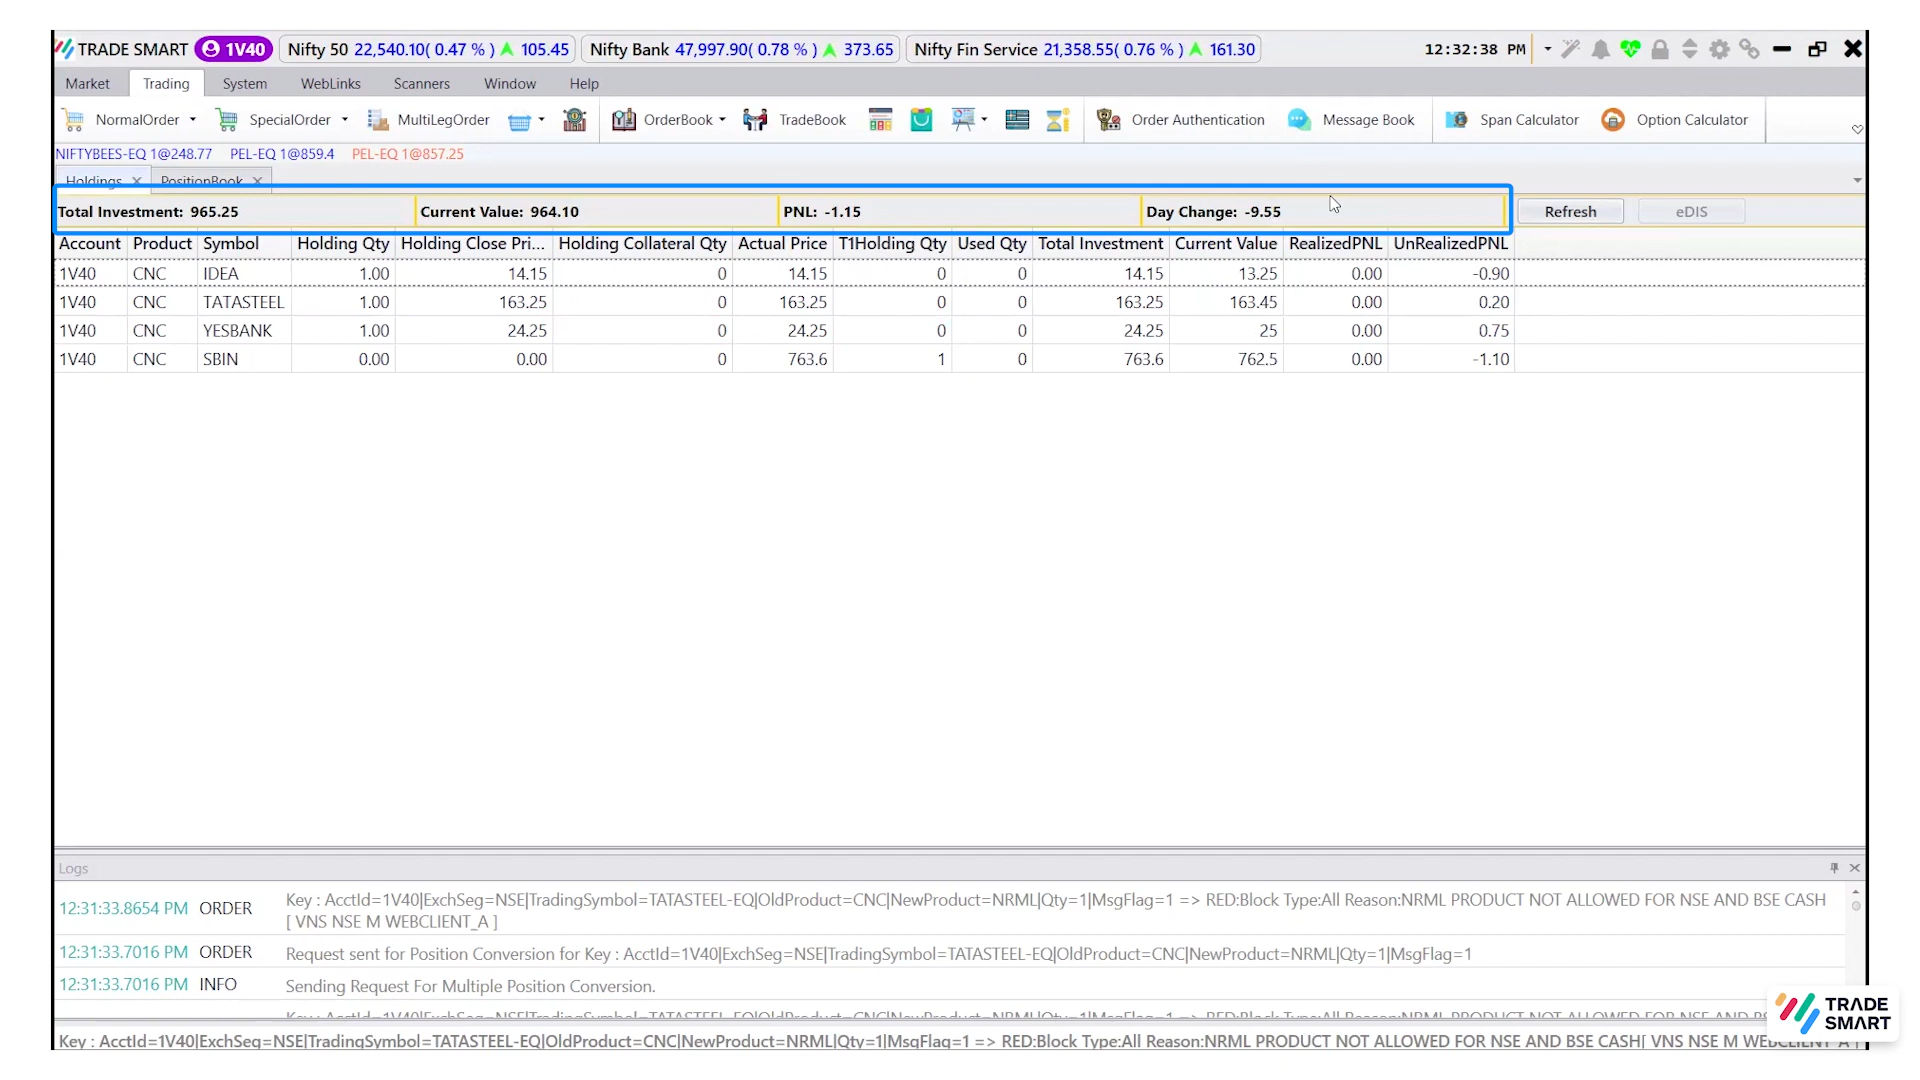 TRADE SMART 1V40 Nifty 50 22,540.10( 0.47 % ) 105.45 Nifty Bank 47,997.90( 0.78 % ) 373.65 Nifty Fin Service 21,358.55( 0.76 % ) 161.30 12:32:38 PM
Market Trading System WebLinks Scanners Window Help
NormalOrder SpecialOrder MultiLegOrder OrderBook TradeBook Order Authentication Message Book Span Calculator Option Calculator
NIFTYBEES-EQ 1@248.77 PEL-EQ 1@859.4 PEL-EQ 1@857.25
Holdings PositionBook
Total Investment: 965.25 Current Value: 964.10 PNL: -1.15 Day Change: -9.55 Refresh eDIS
Account Product Symbol Holding Qty Holding Close Pri... Holding Collateral Qty Actual Price T1Holding Qty Used Qty Total Investment Current Value RealizedPNL UnRealizedPNL
1V40 CNC IDEA 1.00 14.15 0 14.15 0 0 14.15 13.25 0.00 -0.90
1V40 CNC TATASTEEL 1.00 163.25 0 163.25 0 0 163.25 163.45 0.00 0.20
1V40 CNC YESBANK 1.00 24.25 0 24.25 0 0 24.25 25 0.00 0.75
1V40 CNC SBIN 0.00 0.00 0 763.6 1 0 763.6 762.5 0.00 -1.10
Logs
12:31:33.8654 PM ORDER Key : AcctId=1V40|ExchSeg=NSE|TradingSymbol=TATASTEEL-EQ|OldProduct=CNC|NewProduct=NRML|Qty=1|MsgFlag=1 => RED:Block Type:All Reason:NRML PRODUCT NOT ALLOWED FOR NSE AND BSE CASH
[ VNS NSE M WEBCLIENT_A ]
12:31:33.7016 PM ORDER Request sent for Position Conversion for Key : AcctId=1V40|ExchSeg=NSE|TradingSymbol=TATASTEEL-EQ|OldProduct=CNC|NewProduct=NRML|Qty=1|MsgFlag=1
12:31:33.7016 PM INFO Sending Request For Multiple Position Conversion.
Key : AcctId=1V40|ExchSeg=NSE|TradingSymbol=TATASTEEL-EQ|OldProduct=CNC|NewProduct=NRML|Qty=1|MsgFlag=1 => RED:Block Type:All Reason:NRML PRODUCT NOT ALLOWED FOR NSE AND BSE CASH[ VNS NSE M WEBCLIENT_A ]
TRADE
SMART